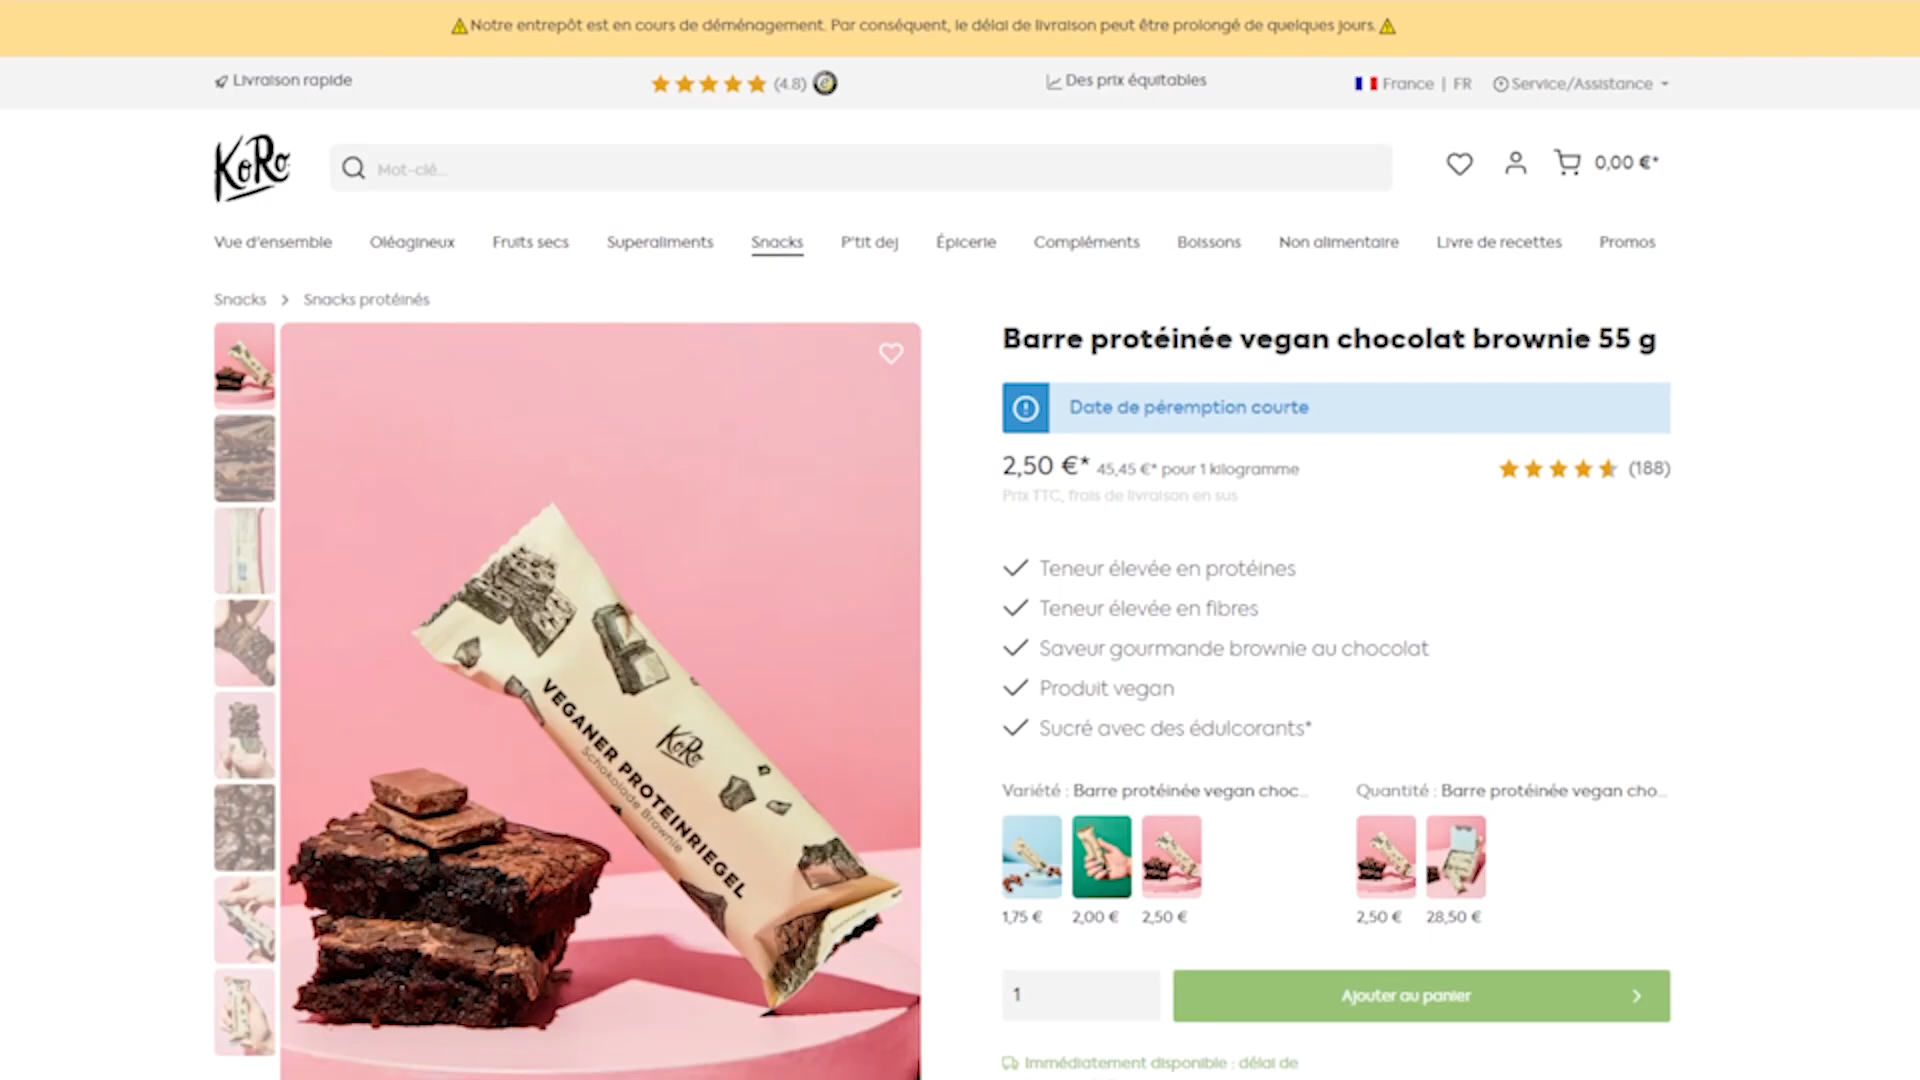 Notre entrepôt est en cours de déménagement. Par conséquent, le délai de livraison peut être prolongé de quelques jours.
Livraison rapide
(4.8)
Des prix équitables
France | FR
Service/Assistance
KoRo
Mot-clé...
0,00 €*
Vue d'ensemble
Oléagineux
Fruits secs
Superaliments
Snacks
P'tit dej
Épicerie
Compléments
Boissons
Non alimentaire
Livre de recettes
Promos
Snacks > Snacks protéinés
Barre protéinée vegan chocolat brownie 55 g
Date de péremption courte
2,50 €* 45,45 €* pour 1 kilogramme
(188)
Prix TTC, frais de livraison en sus
Teneur élevée en protéines
Teneur élevée en fibres
Saveur gourmande brownie au chocolat
Produit vegan
Sucré avec des édulcorants*
KoRo
VEGANER PROTEINRIEGEL
Schokolade Brownie
Variété : Barre protéinée vegan choc...
Quantité : Barre protéinée vegan cho...
1,75 €
2,00 €
2,50 €
2,50 €
28,50 €
1
Ajouter au panier
Immédiatement disponible : délai de